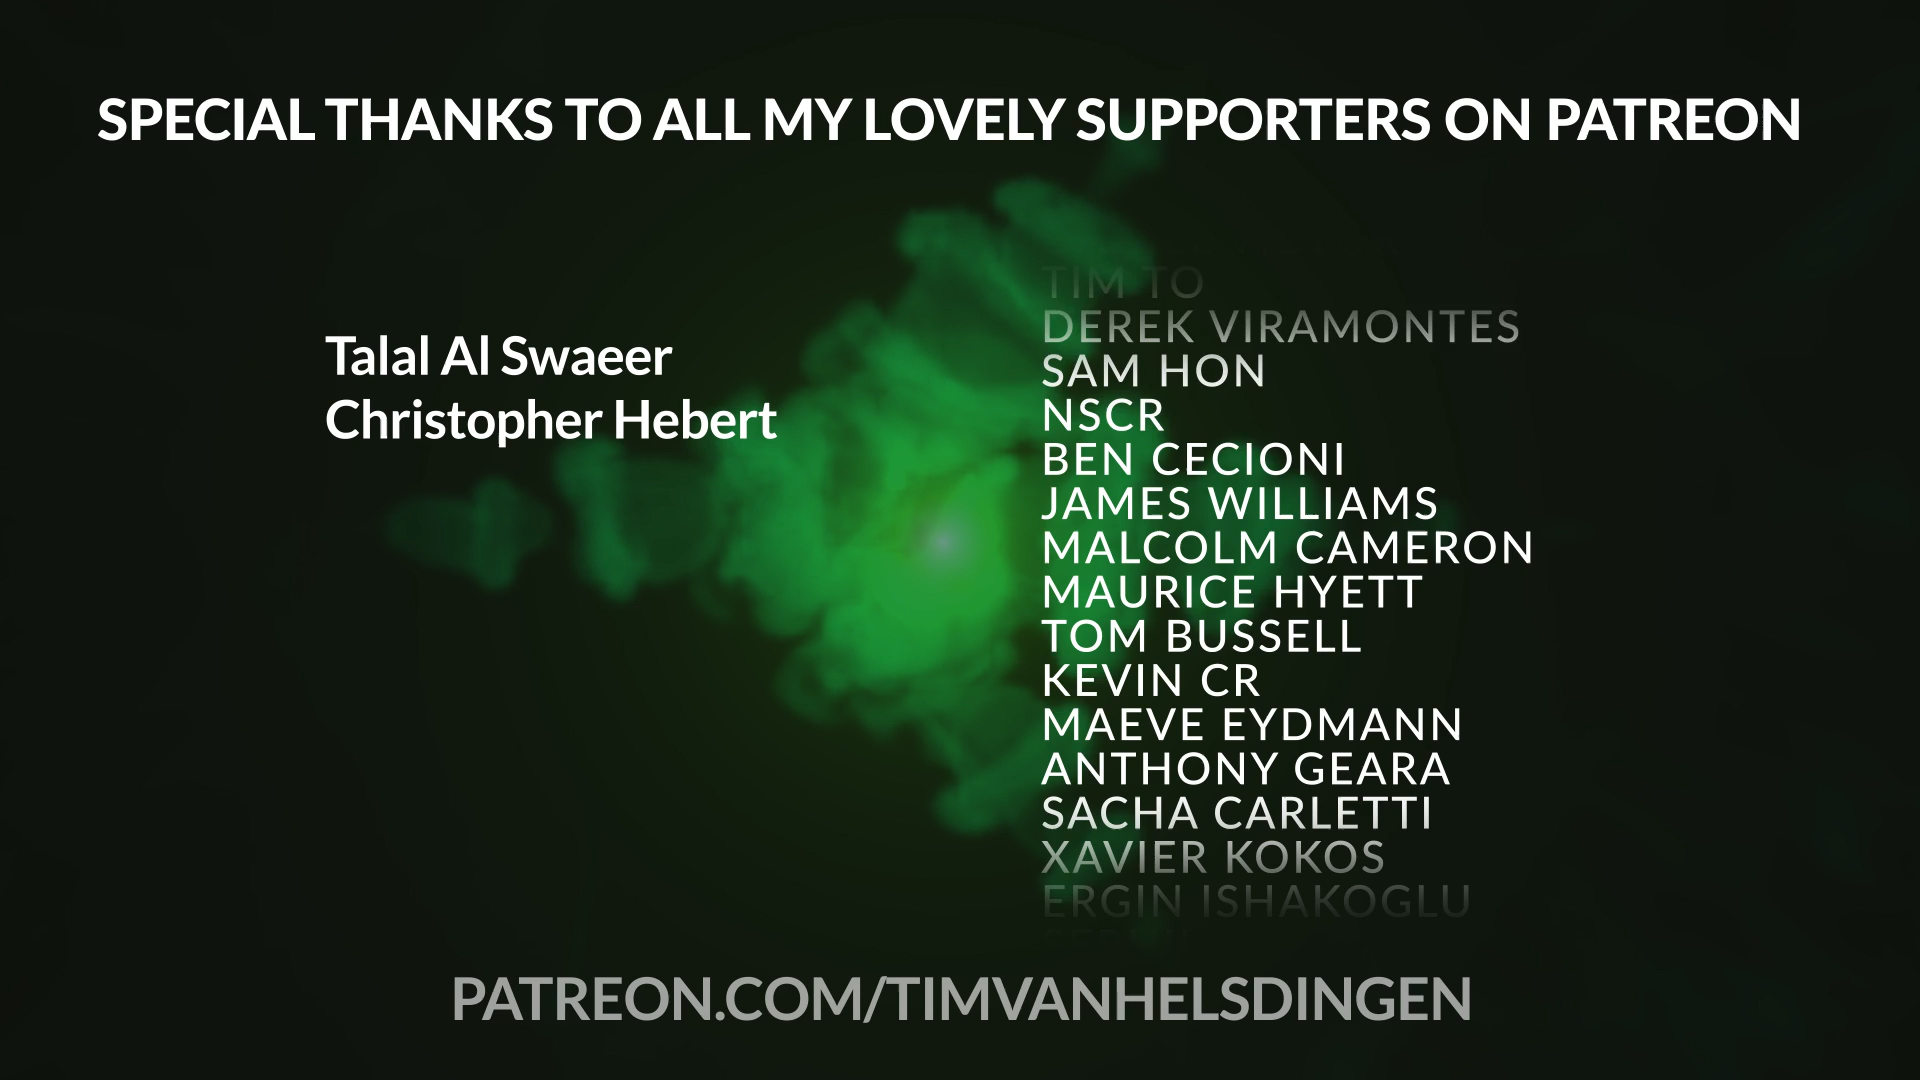 SPECIAL THANKS TO ALL MY LOVELY SUPPORTERS ON PATREON
Talal Al Swaeer
Christopher Hebert
TIM TO
DEREK VIRAMONTES
SAM HON
NSCR
BEN CECIONI
JAMES WILLIAMS
MALCOLM CAMERON
MAURICE HYETT
TOM BUSSELL
KEVIN CR
MAEVE EYDMANN
ANTHONY GEARA
SACHA CARLETTI
XAVIER KOKOS
ERGIN ISHAKOGLU
PATREON.COM/TIMVANHELSDINGEN